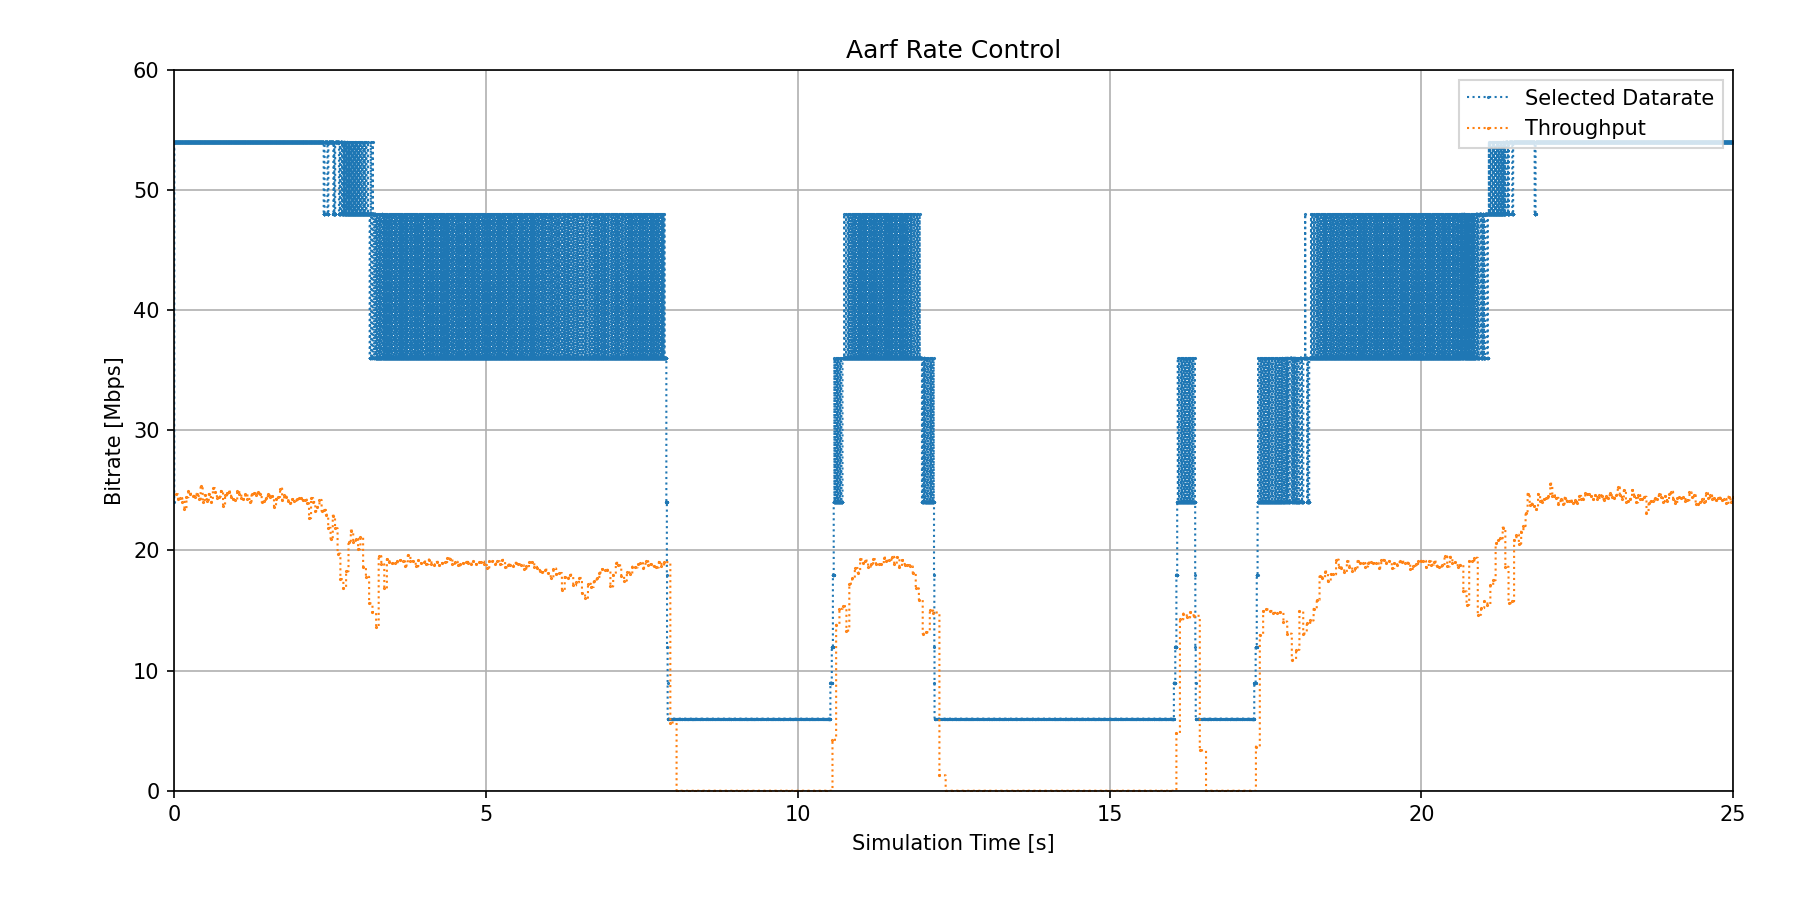 Aarf Rate Control
Selected Datarate
Throughput
60
50
40
30
20
10
0
Bitrate [Mbps]
0 5 10 15 20 25
Simulation Time [s]